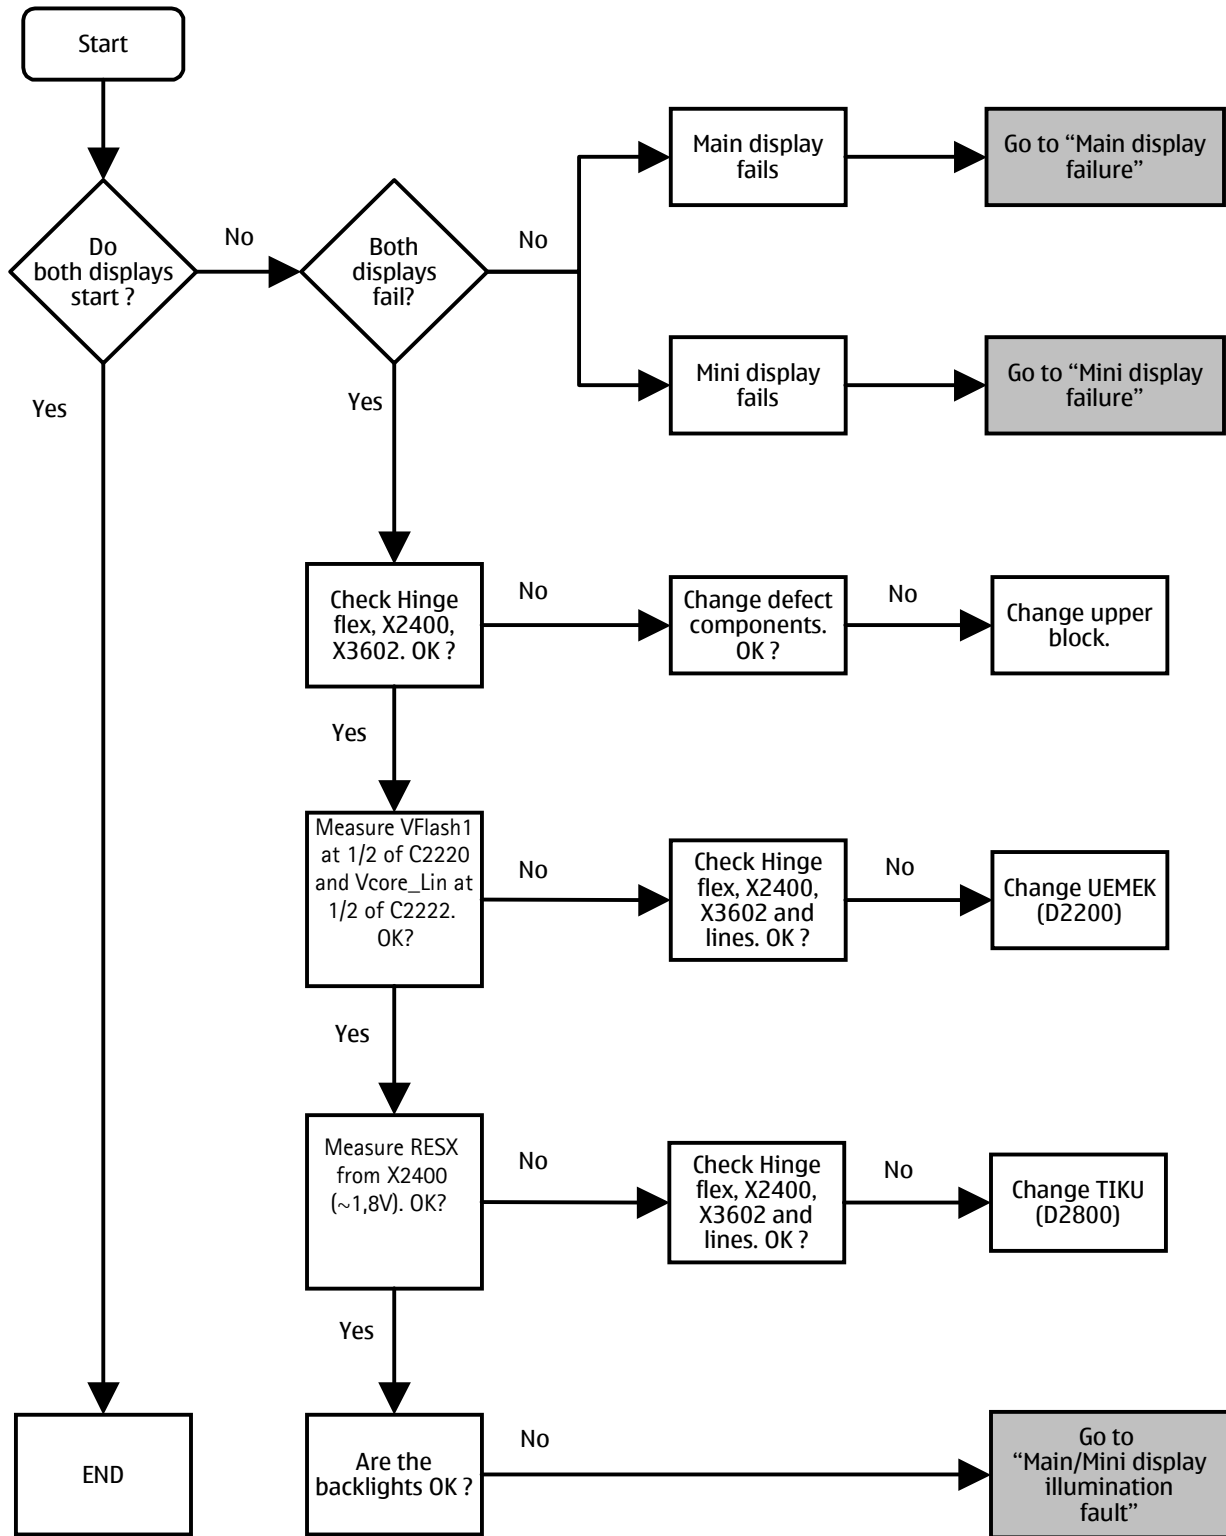 Start
Do
both displays
start ?
No
Both
displays
fail?
No
Main display
fails
Go to “Main display
failure”
Mini display
fails
Go to “Mini display
failure”
Yes
Yes
Check Hinge
flex, X2400,
X3602. OK ?
No
Change defect
components.
OK ?
No
Change upper
block.
Yes
Measure VFlash1
at 1/2 of C2220
and Vcore_Lin at
1/2 of C2222.
OK?
No
Check Hinge
flex, X2400,
X3602 and
lines. OK ?
No
Change UEMEK
(D2200)
Yes
Measure RESX
from X2400
(~1,8V). OK?
No
Check Hinge
flex, X2400,
X3602 and
lines. OK ?
No
Change TIKU
(D2800)
Yes
END
Are the
backlights OK ?
No
Go to
“Main/Mini display
illumination
fault”